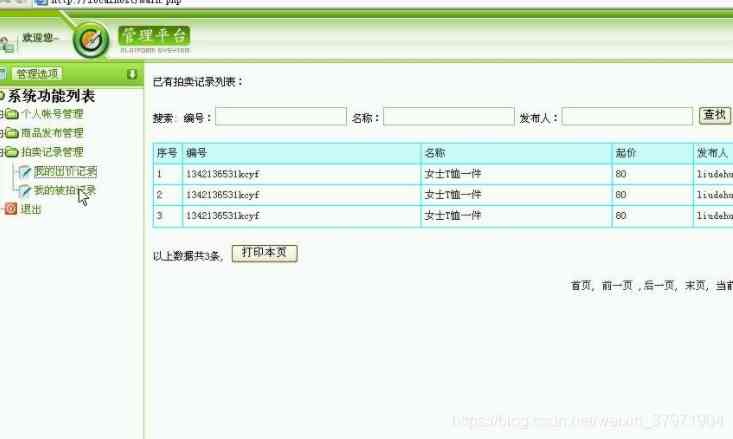 http://localhost/main.php
欢迎您~
管理平台
PLATFORM SYSTEM
管理选项
系统功能列表
个人帐号管理
商品发布管理
拍卖记录管理
我的出价记录
我的被拍记录
退出
已有拍卖记录列表：
搜索: 编号： 名称： 发布人： 查找
序号 编号 名称 起价 发布人
1 1342136531kcyf 女士T恤一件 80 liudehu
2 1342136531kcyf 女士T恤一件 80 liudehu
3 1342136531kcyf 女士T恤一件 80 liudehu
以上数据共3条, 打印本页
首页, 前一页 ,后一页, 末页, 当前
https://blog.csdn.net/weixin_37971904